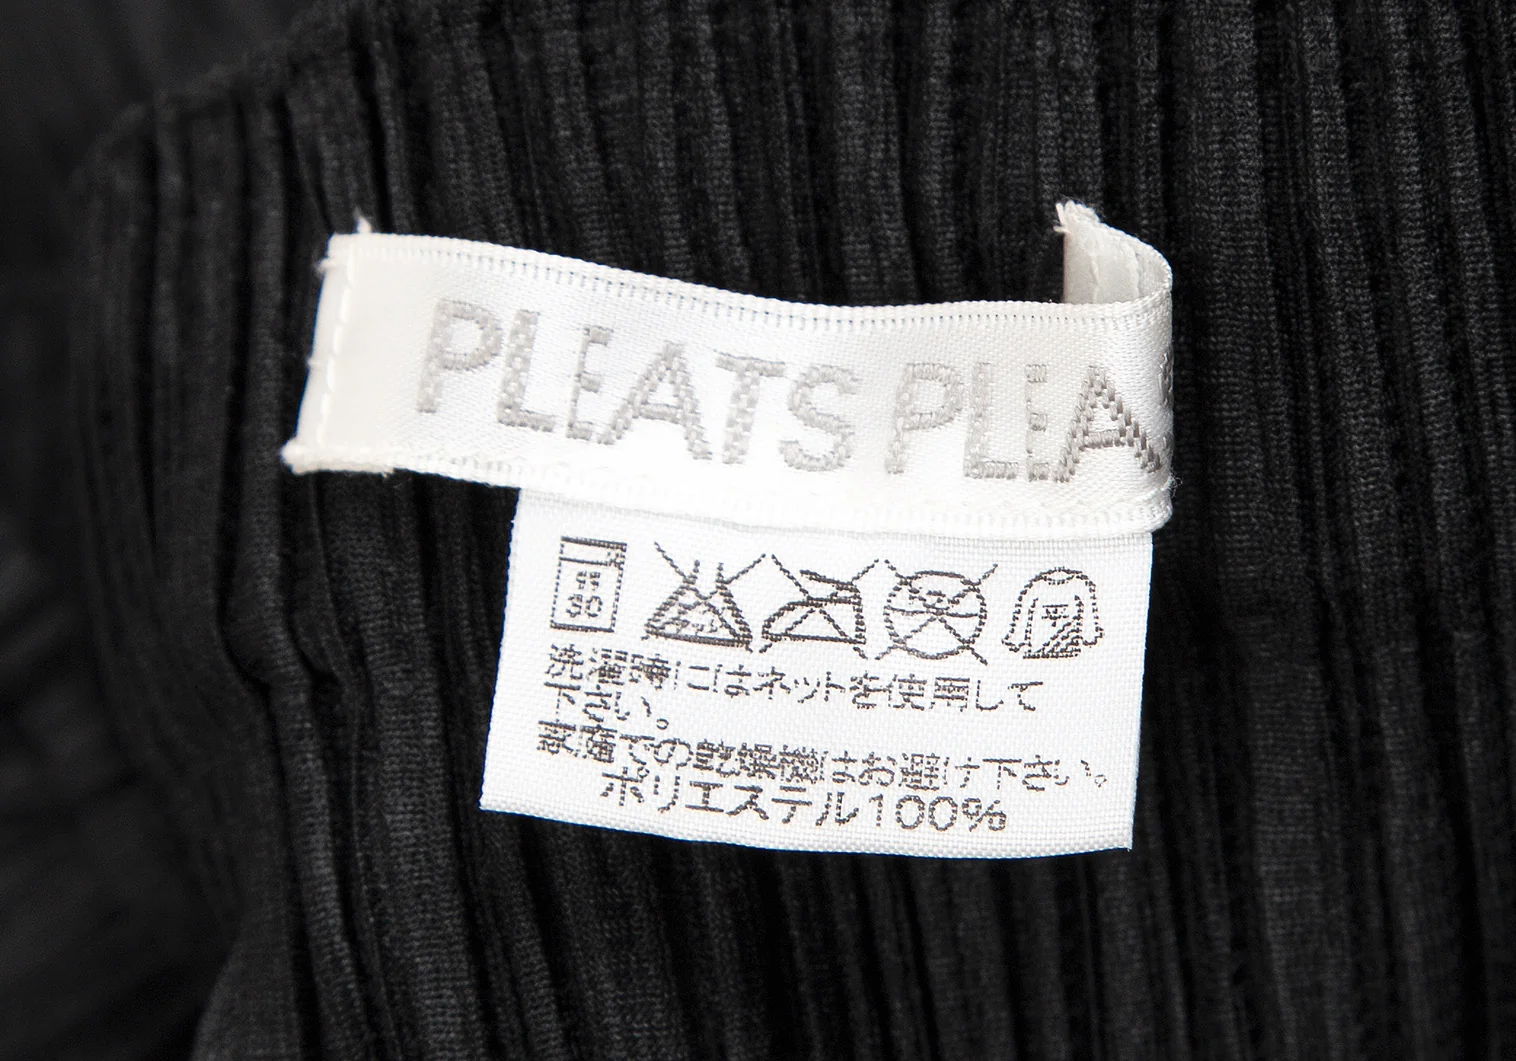 PLEATS PLEA
弱
30
洗濯時にはネットを使用して
下さい。
家庭での乾燥機はお避け下さい。
ポリエステル100%